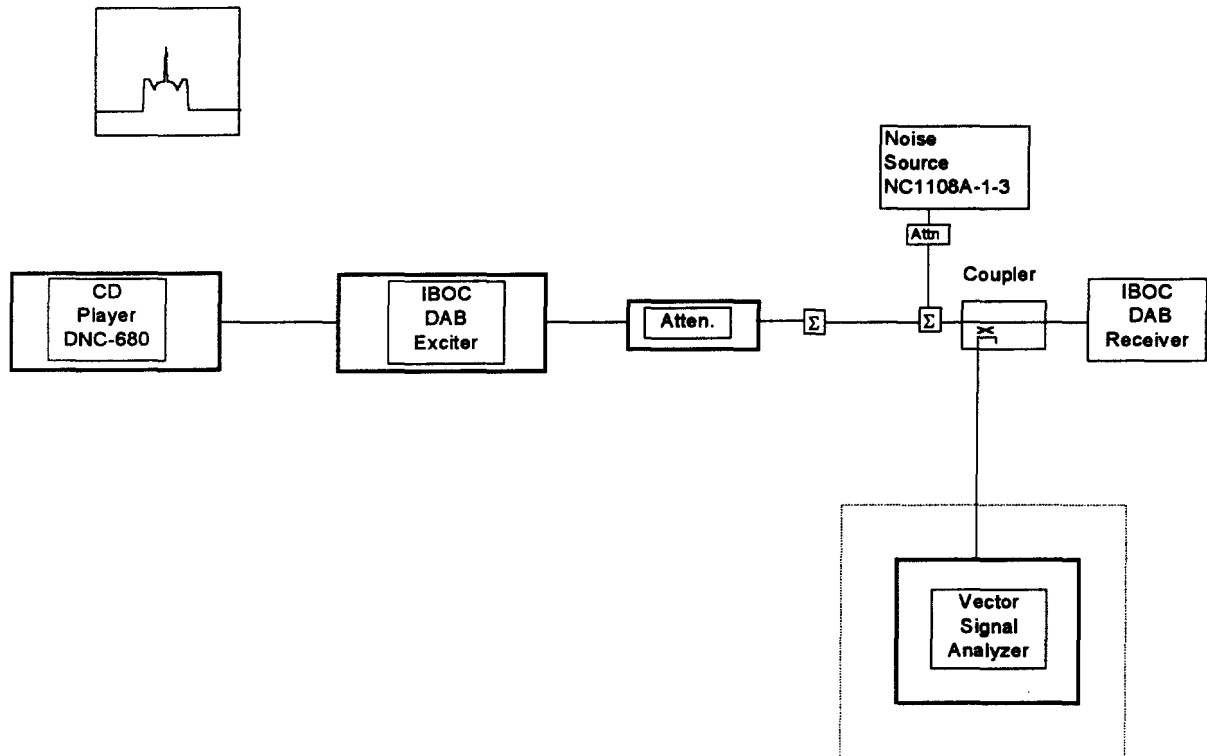 Noise
Source
NC1108A-1-3
Attn
Coupler
CD
Player
DNC-680
IBOC
DAB
Exciter
Atten.
Σ
Σ
IBOC
DAB
Receiver
Vector
Signal
Analyzer